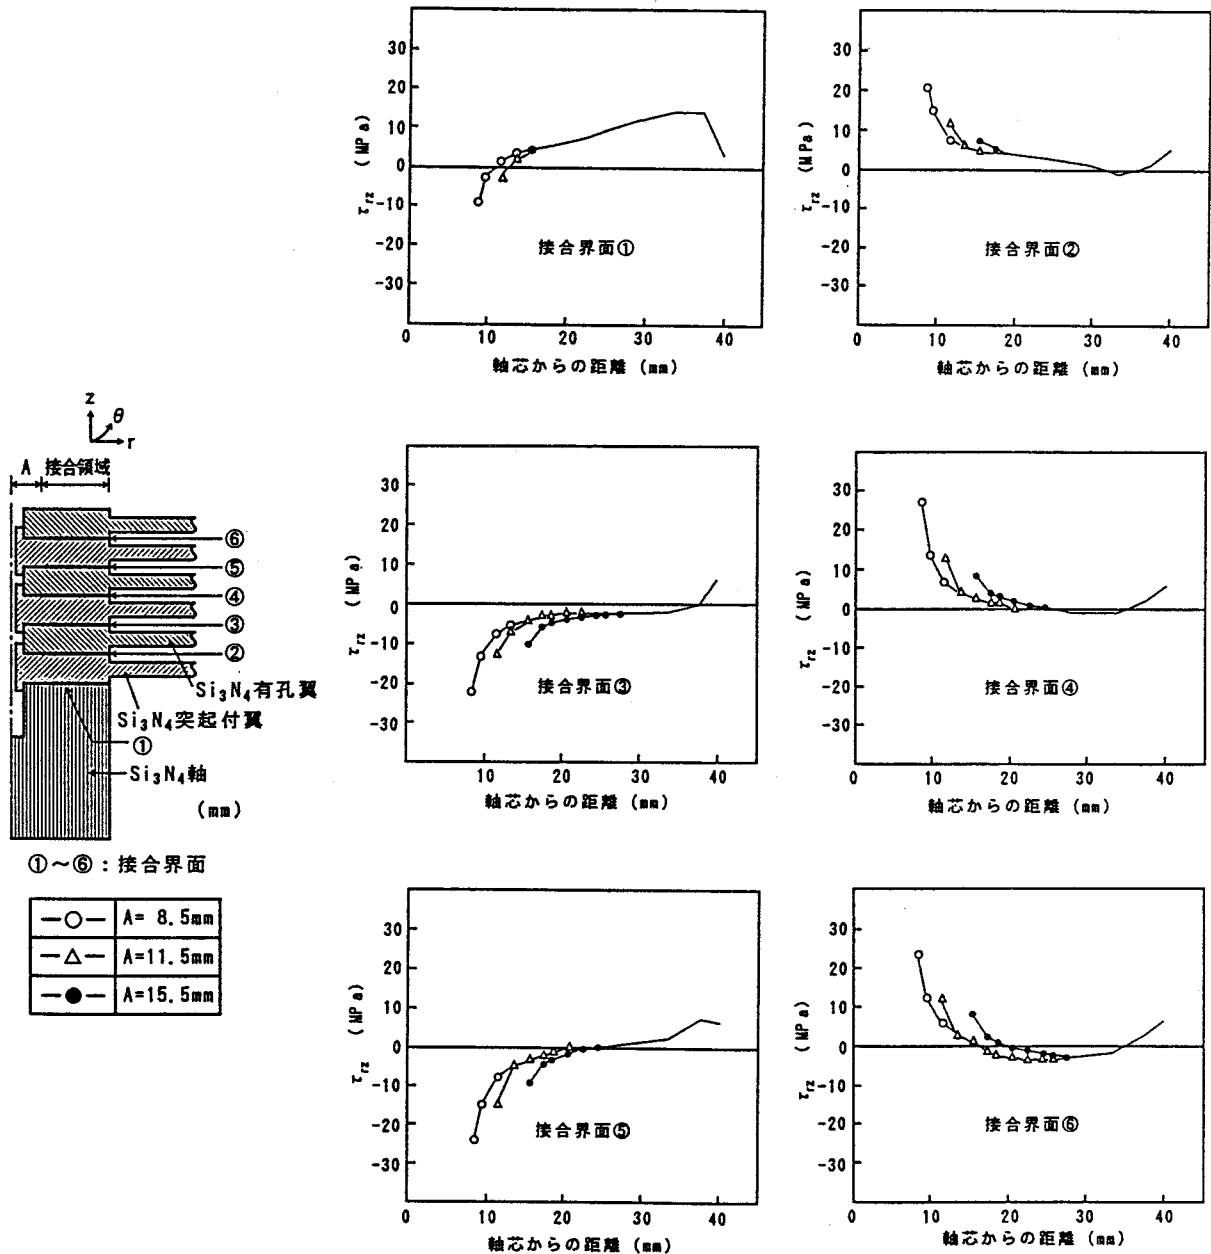 30
20
10
0
-10
-20
-30
τrz (MPa)
接合界面①
0 10 20 30 40
軸芯からの距離 (mm)
30
20
10
0
-10
-20
-30
τrz (MPa)
接合界面②
0 10 20 30 40
軸芯からの距離 (mm)
z
θ
r
A 接合領域
⑥
⑤
④
③
②
Si₃N₄有孔翼
Si₃N₄突起付翼
①
Si₃N₄軸
(mm)
①～⑥ : 接合界面
A= 8.5mm
A=11.5mm
A=15.5mm
30
20
10
0
-10
-20
-30
τrz (MPa)
接合界面③
0 10 20 30 40
軸芯からの距離 (mm)
30
20
10
0
-10
-20
-30
τrz (MPa)
接合界面④
0 10 20 30 40
軸芯からの距離 (mm)
30
20
10
0
-10
-20
-30
τrz (MPa)
接合界面⑤
0 10 20 30 40
軸芯からの距離 (mm)
30
20
10
0
-10
-20
-30
τrz (MPa)
接合界面⑥
0 10 20 30 40
軸芯からの距離 (mm)